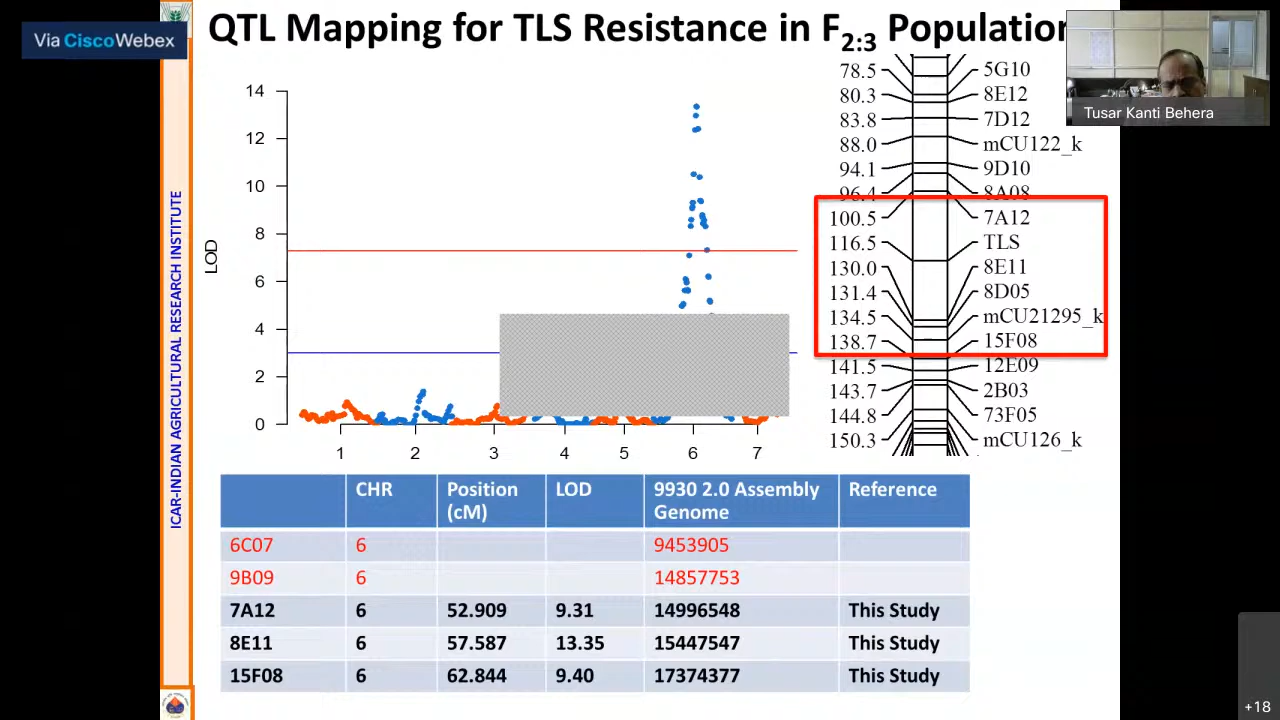 Via Cisco Webex
QTL Mapping for TLS Resistance in F2:3 Population
Tusar Kanti Behera
ICAR-INDIAN AGRICULTURAL RESEARCH INSTITUTE
LOD
14
12
10
8
6
4
2
0
1 2 3 4 5 6 7
78.5 5G10
80.3 8E12
83.8 7D12
88.0 mCU122_k
94.1 9D10
96.4 8A08
100.5 7A12
116.5 TLS
130.0 8E11
131.4 8D05
134.5 mCU21295_k
138.7 15F08
141.5 12E09
143.7 2B03
144.8 73F05
150.3 mCU126_k
CHR Position (cM) LOD 9930 2.0 Assembly Genome Reference
6C07 6 9453905
9B09 6 14857753
7A12 6 52.909 9.31 14996548 This Study
8E11 6 57.587 13.35 15447547 This Study
15F08 6 62.844 9.40 17374377 This Study
+18